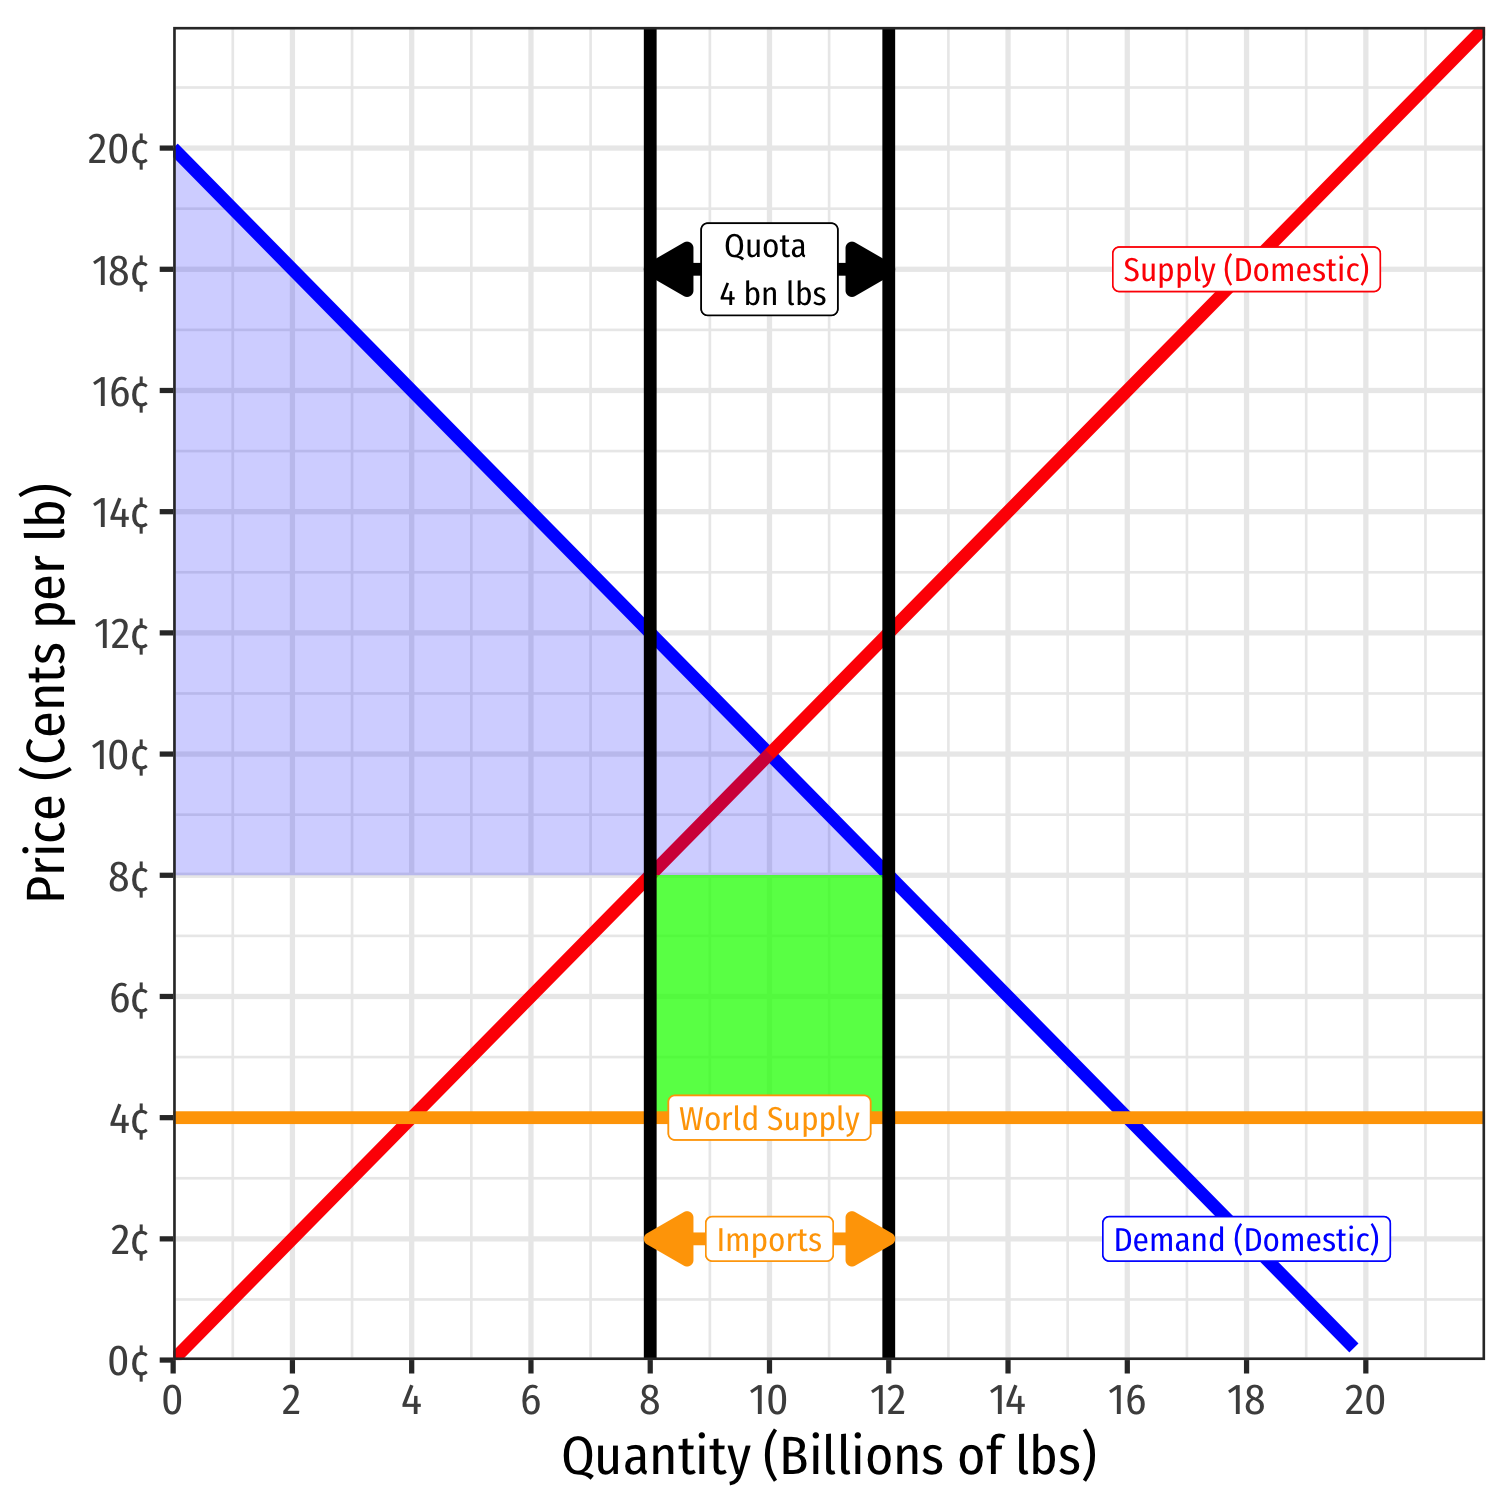 Price (Cents per lb)
20¢
18¢
16¢
14¢
12¢
10¢
8¢
6¢
4¢
2¢
0¢
Quota
4 bn lbs
Supply (Domestic)
World Supply
Imports
Demand (Domestic)
0 2 4 6 8 10 12 14 16 18 20
Quantity (Billions of lbs)